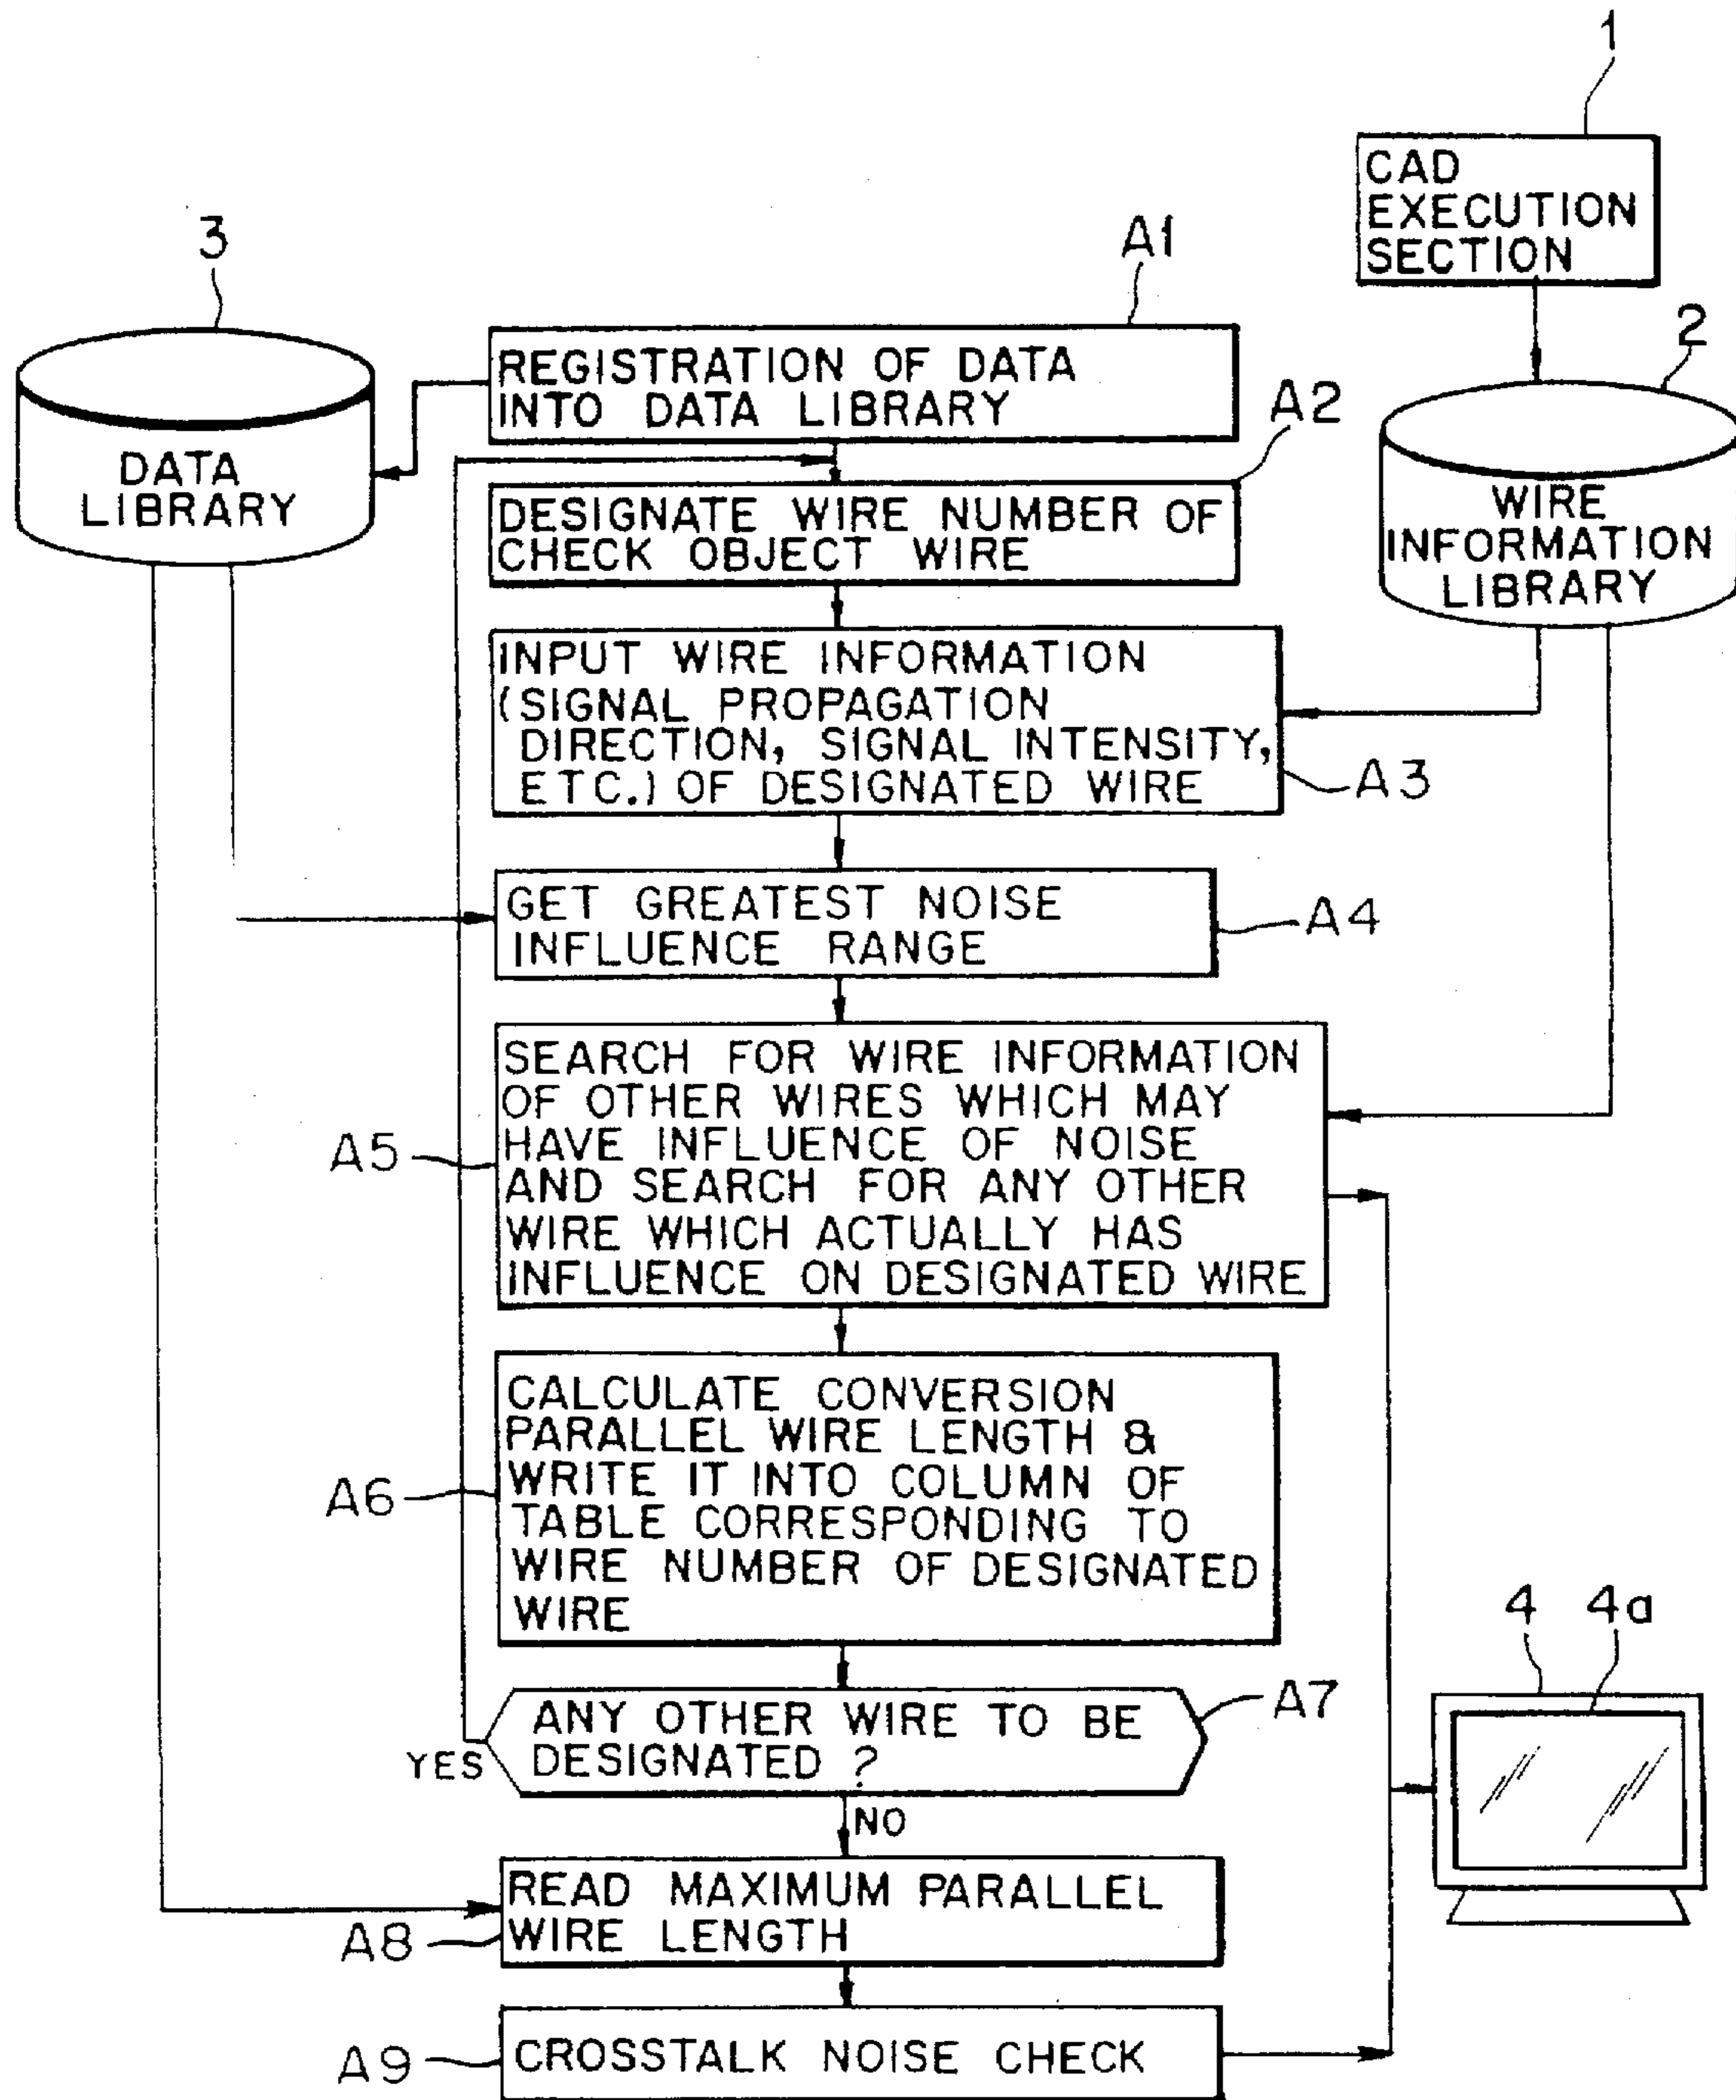 1
CAD
EXECUTION
SECTION
3
A1
2
REGISTRATION OF DATA
INTO DATA LIBRARY
A2
DATA
LIBRARY
DESIGNATE WIRE NUMBER OF
CHECK OBJECT WIRE
WIRE
INFORMATION
LIBRARY
INPUT WIRE INFORMATION
(SIGNAL PROPAGATION
DIRECTION, SIGNAL INTENSITY,
ETC.) OF DESIGNATED WIRE
A3
GET GREATEST NOISE
INFLUENCE RANGE
A4
SEARCH FOR WIRE INFORMATION
OF OTHER WIRES WHICH MAY
HAVE INFLUENCE OF NOISE
AND SEARCH FOR ANY OTHER
WIRE WHICH ACTUALLY HAS
INFLUENCE ON DESIGNATED WIRE
A5
CALCULATE CONVERSION
PARALLEL WIRE LENGTH &
WRITE IT INTO COLUMN OF
TABLE CORRESPONDING TO
WIRE NUMBER OF DESIGNATED
WIRE
A6
4
4a
ANY OTHER WIRE TO BE
DESIGNATED ?
A7
YES
NO
READ MAXIMUM PARALLEL
WIRE LENGTH
A8
CROSSTALK NOISE CHECK
A9